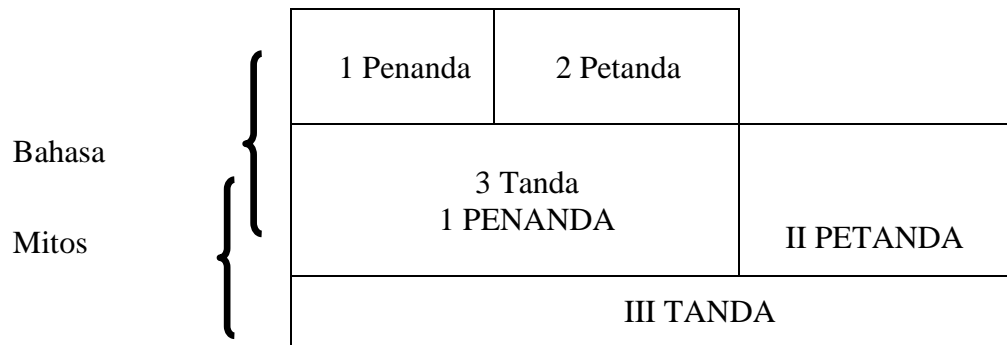 1 Penanda
2 Petanda
Bahasa
3 Tanda
1 PENANDA
Mitos
II PETANDA
III TANDA